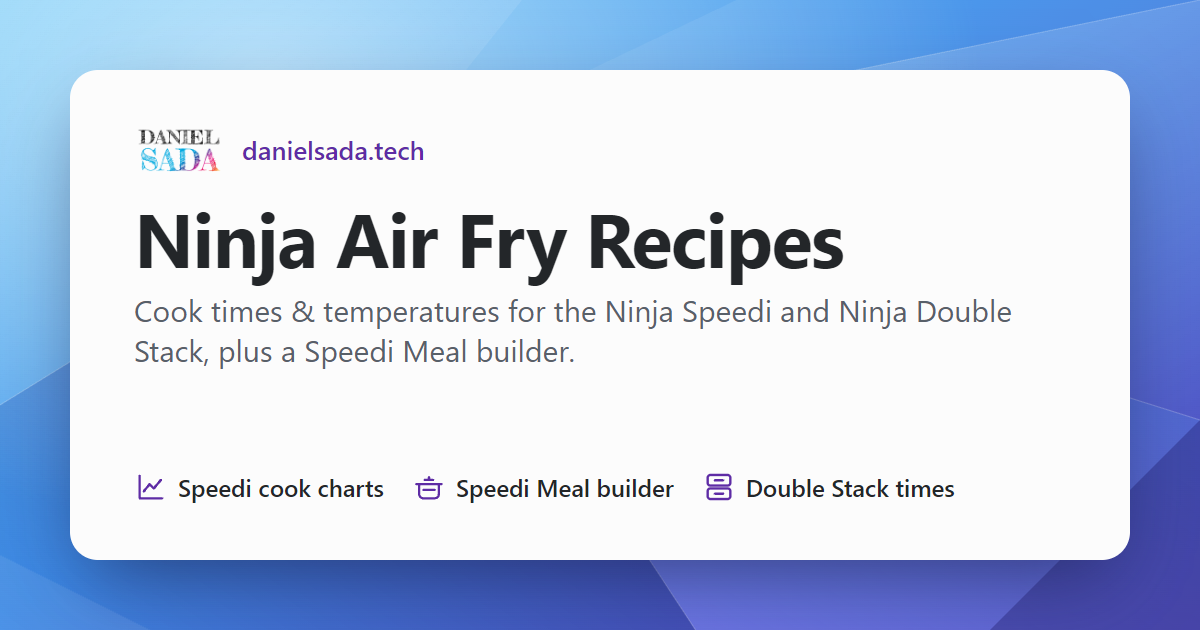 DANIEL
SADA
danielsada.tech
Ninja Air Fry Recipes
Cook times & temperatures for the Ninja Speedi and Ninja Double
Stack, plus a Speedi Meal builder.
Speedi cook charts
Speedi Meal builder
Double Stack times